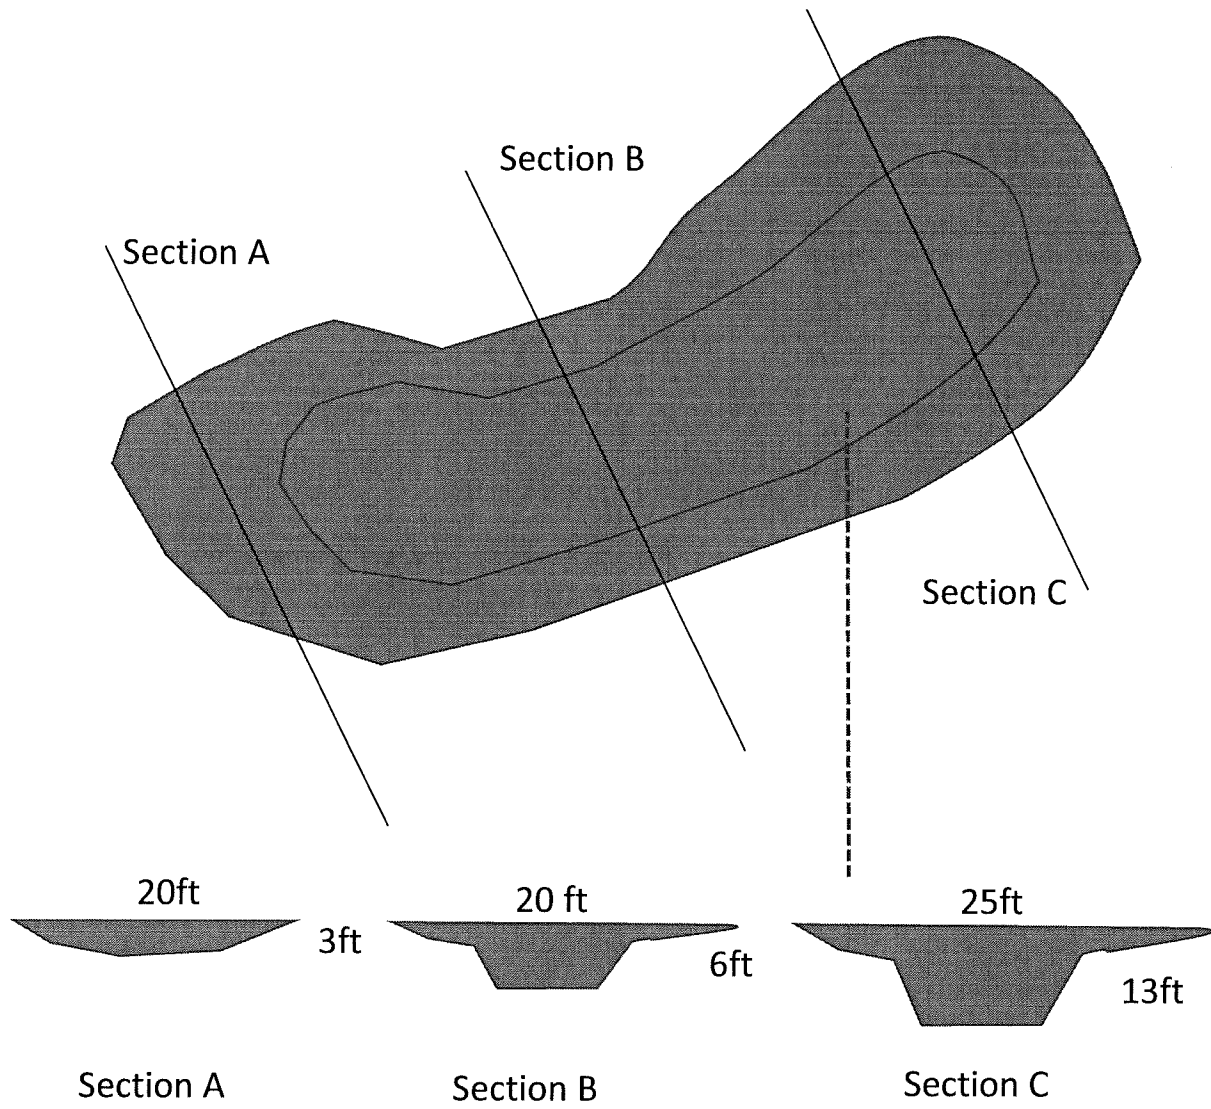 Section B
Section A
Section C
20ft
20 ft
25ft
3ft
6ft
13ft
Section A
Section B
Section C